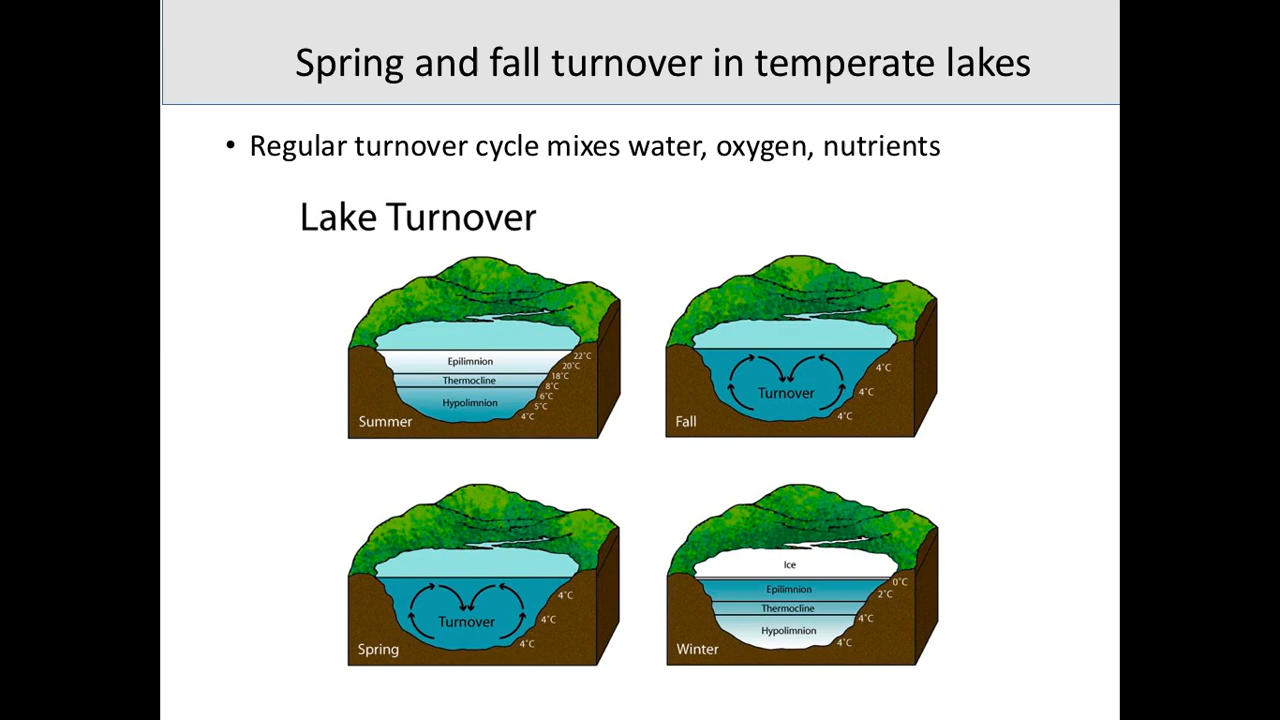 Spring and fall turnover in temperate lakes
• Regular turnover cycle mixes water, oxygen, nutrients
Lake Turnover
Epilimnion
Thermocline
Hypolimnion
22°C
20°C
18°C
8°C
6°C
5°C
4°C
Summer
Turnover
4°C
4°C
4°C
Fall
Turnover
4°C
4°C
4°C
Spring
Ice
Epilimnion
Thermocline
Hypolimnion
0°C
2°C
4°C
4°C
Winter